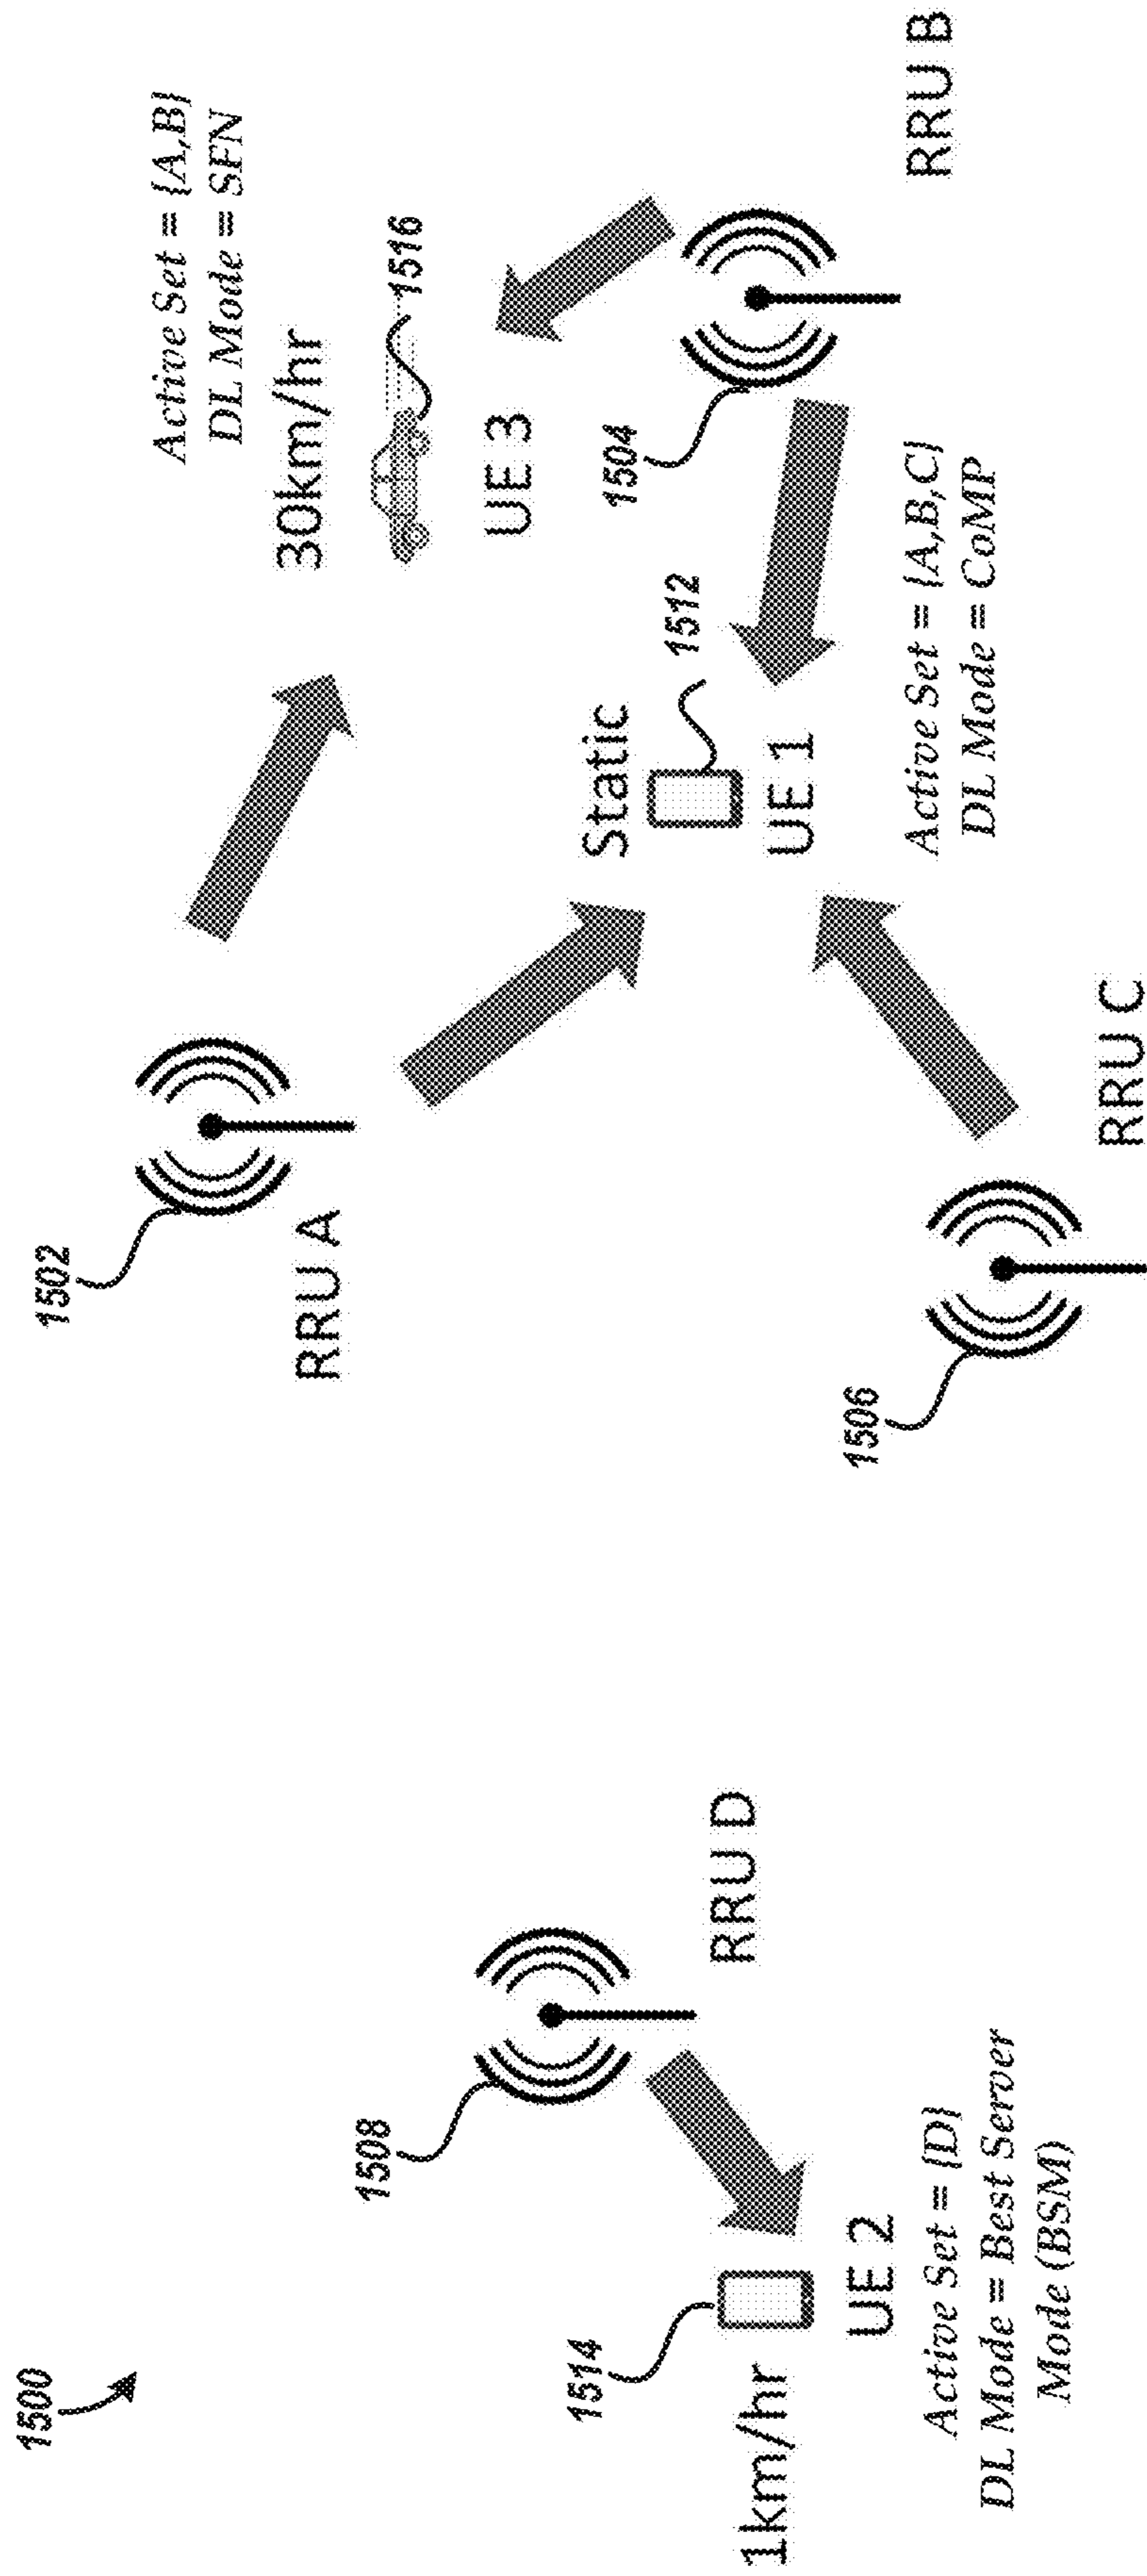 1500
1502
RRU A
Active Set = {A,B}
DL Mode = SFN
30km/hr
1516
UE 3
1508
RRU D
1504
RRU B
1514
1km/hr
UE 2
Active Set = {D}
DL Mode = Best Server
Mode (BSM)
Static
1512
UE 1
Active Set = {A,B,C}
DL Mode = CoMP
1506
RRU C